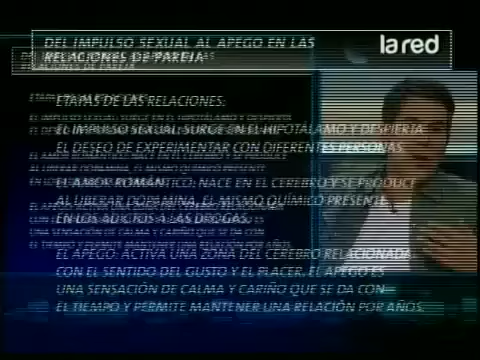 DEL IMPULSO SEXUAL AL APEGO EN LAS
RELACIONES DE PAREJA
la red
ETAPAS DE LAS RELACIONES:
EL IMPULSO SEXUAL: SURGE EN EL HIPOTÁLAMO Y DESPIERTA
EL DESEO DE EXPERIMENTAR CON DIFERENTES PERSONAS.
EL AMOR ROMÁNTICO: NACE EN EL CEREBRO Y SE PRODUCE
AL LIBERAR DOPAMINA, EL MISMO QUÍMICO PRESENTE
EN LOS ADICTOS A LAS DROGAS.
EL APEGO: ACTIVA UNA ZONA DEL CEREBRO RELACIONADA
CON EL SENTIDO DEL GUSTO Y EL PLACER. EL APEGO ES
UNA SENSACIÓN DE CALMA Y CARIÑO QUE SE DA CON
EL TIEMPO Y PERMITE MANTENER UNA RELACIÓN POR AÑOS.